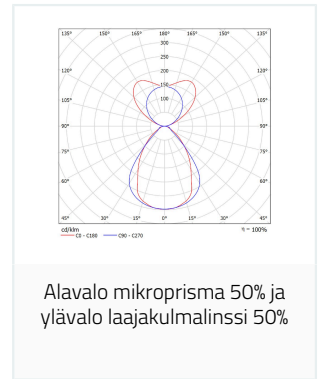 135° 150° 165° 180° 165° 150° 135°
300
250
120° 200 120°
150
105° 100 105°
90° 90°
75° 75°
60° 60°
45° 30° 15° 0° 15° 30° 45°
cd/klm η = 100%
C0 - C180 C90 - C270
Alavalo mikroprisma 50% ja
ylävalo laajakulmalinssi 50%